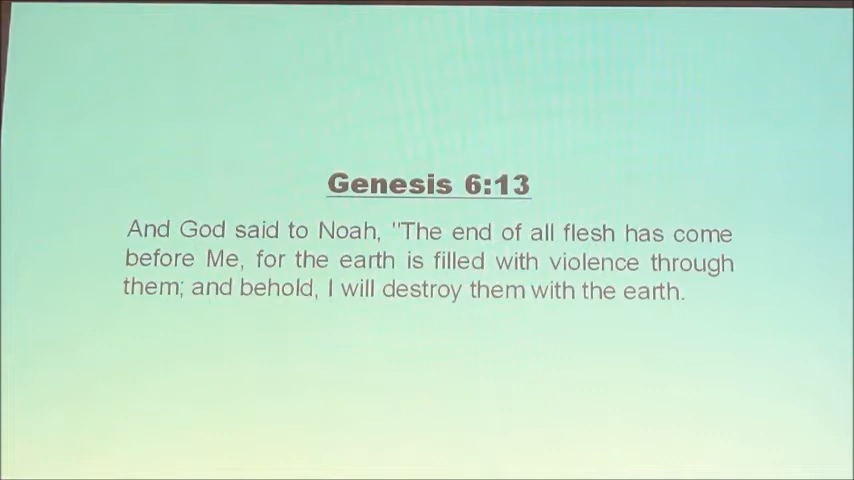 Genesis 6:13
And God said to Noah, "The end of all flesh has come
before Me, for the earth is filled with violence through
them; and behold, I will destroy them with the earth.